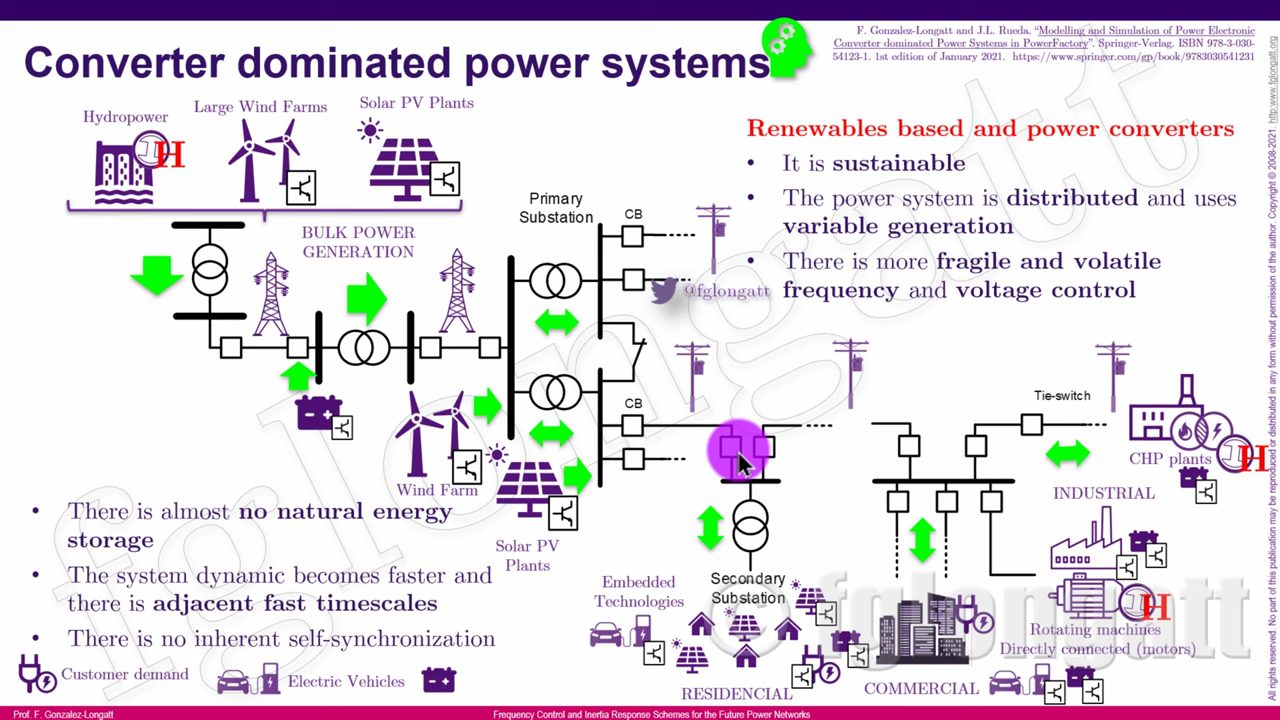 Converter dominated power systems
F. Gonzalez-Longatt and J.L. Rueda. "Modelling and Simulation of Power Electronic
Converter dominated Power Systems in PowerFactory". Springer-Verlag. ISBN 978-3-030-
54123-1. 1st edition of January 2021. https://www.springer.com/gp/book/9783030541231
Hydropower
Large Wind Farms
Solar PV Plants
H
BULK POWER
GENERATION
Primary
Substation
CB
@fglongatt
Renewables based and power converters
• It is sustainable
• The power system is distributed and uses
variable generation
• There is more fragile and volatile
frequency and voltage control
CB
Tie-switch
CHP plants
H
INDUSTRIAL
Wind Farm
Solar PV
Plants
• There is almost no natural energy
storage
• The system dynamic becomes faster and
there is adjacent fast timescales
• There is no inherent self-synchronization
Customer demand
Electric Vehicles
Embedded
Technologies
Secondary
Substation
RESIDENCIAL
COMMERCIAL
H
Rotating machines
Directly connected (motors)
fglongatt
© fglongatt
All rights reserved. No part of this publication may be reproduced or distributed in any form without permission of the author. Copyright © 2008-2021. http:www.fglongatt.org
Prof. F. Gonzalez-Longatt
Frequency Control and Inertia Response Schemes for the Future Power Networks